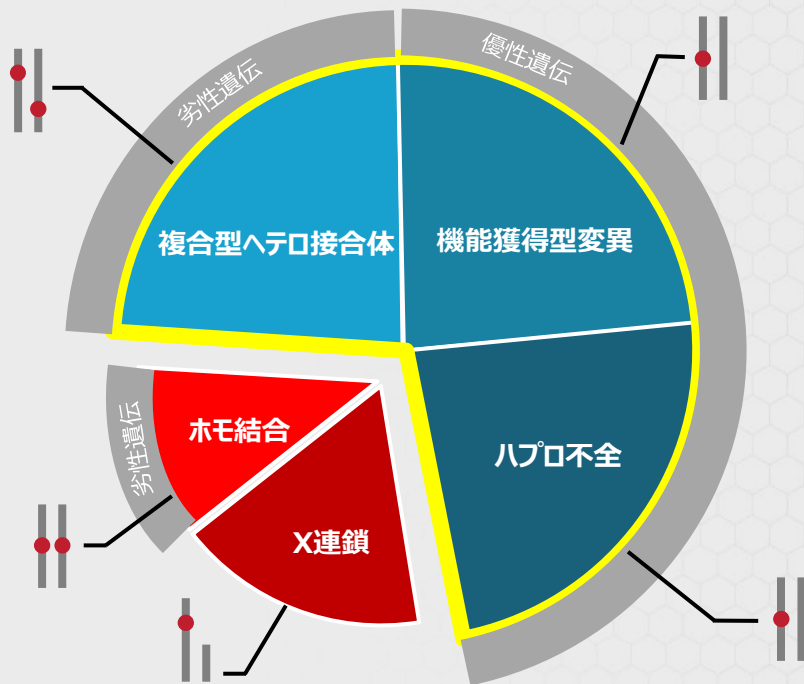 劣性遺伝
優性遺伝
複合型ヘテロ接合体
機能獲得型変異
ホモ結合
劣性遺伝
ハプロ不全
X連鎖